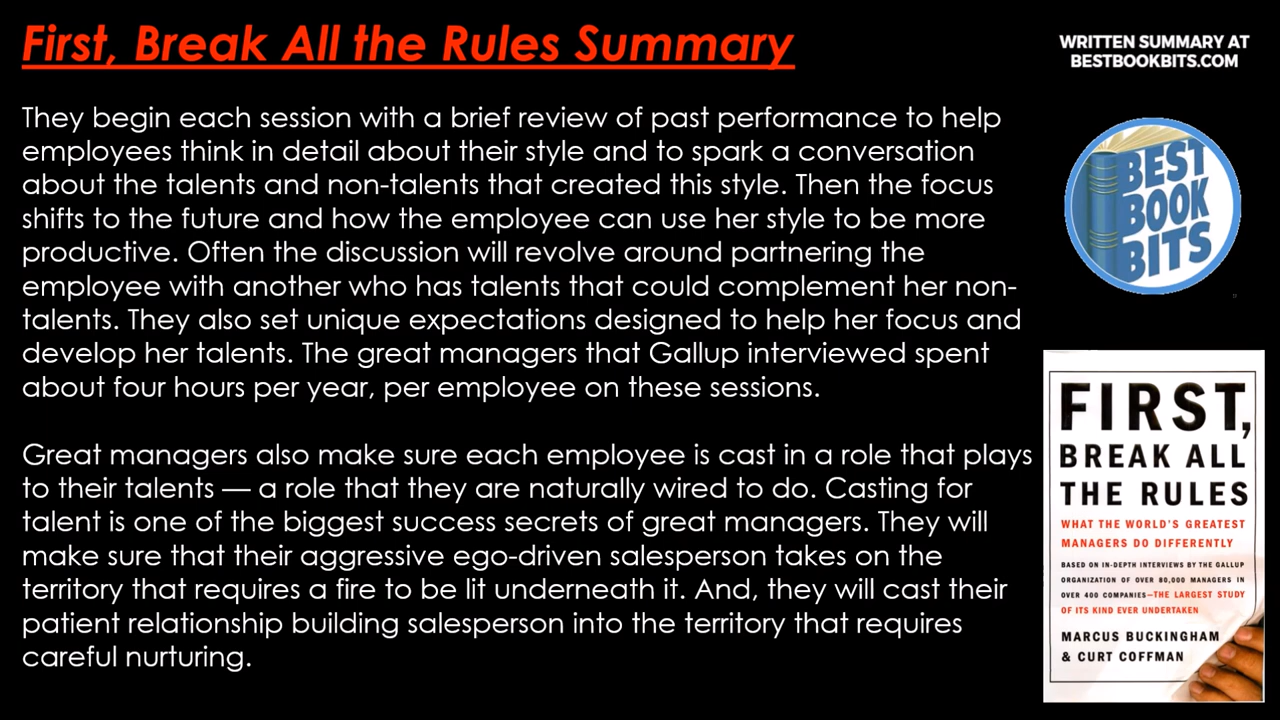 First, Break All the Rules Summary
WRITTEN SUMMARY AT
BESTBOOKBITS.COM
They begin each session with a brief review of past performance to help
employees think in detail about their style and to spark a conversation
about the talents and non-talents that created this style. Then the focus
shifts to the future and how the employee can use her style to be more
productive. Often the discussion will revolve around partnering the
employee with another who has talents that could complement her non-
talents. They also set unique expectations designed to help her focus and
develop her talents. The great managers that Gallup interviewed spent
about four hours per year, per employee on these sessions.
Great managers also make sure each employee is cast in a role that plays
to their talents — a role that they are naturally wired to do. Casting for
talent is one of the biggest success secrets of great managers. They will
make sure that their aggressive ego-driven salesperson takes on the
territory that requires a fire to be lit underneath it. And, they will cast their
patient relationship building salesperson into the territory that requires
careful nurturing.
BEST
BOOK
BITS
FIRST,
BREAK ALL
THE RULES
WHAT THE WORLD'S GREATEST
MANAGERS DO DIFFERENTLY
BASED ON IN-DEPTH INTERVIEWS BY THE GALLUP
ORGANIZATION OF OVER 80,000 MANAGERS IN
OVER 400 COMPANIES—THE LARGEST STUDY
OF ITS KIND EVER UNDERTAKEN
MARCUS BUCKINGHAM
& CURT COFFMAN